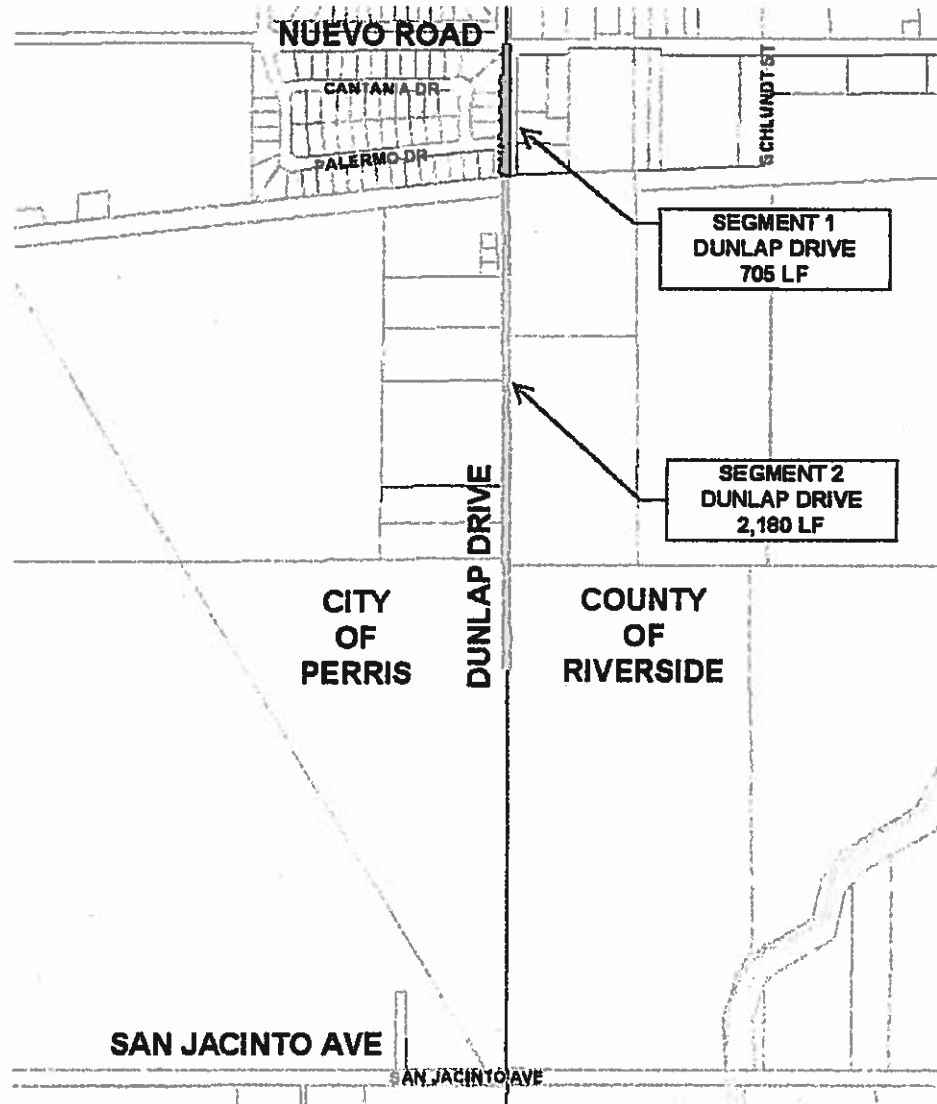 NUEVO ROAD
CANTANIA DR
PALERMO DR
SCHLUNDT ST
SEGMENT 1
DUNLAP DRIVE
705 LF
SEGMENT 2
DUNLAP DRIVE
2,180 LF
DUNLAP DRIVE
CITY
OF
PERRIS
COUNTY
OF
RIVERSIDE
SAN JACINTO AVE
SAN JACINTO AVE